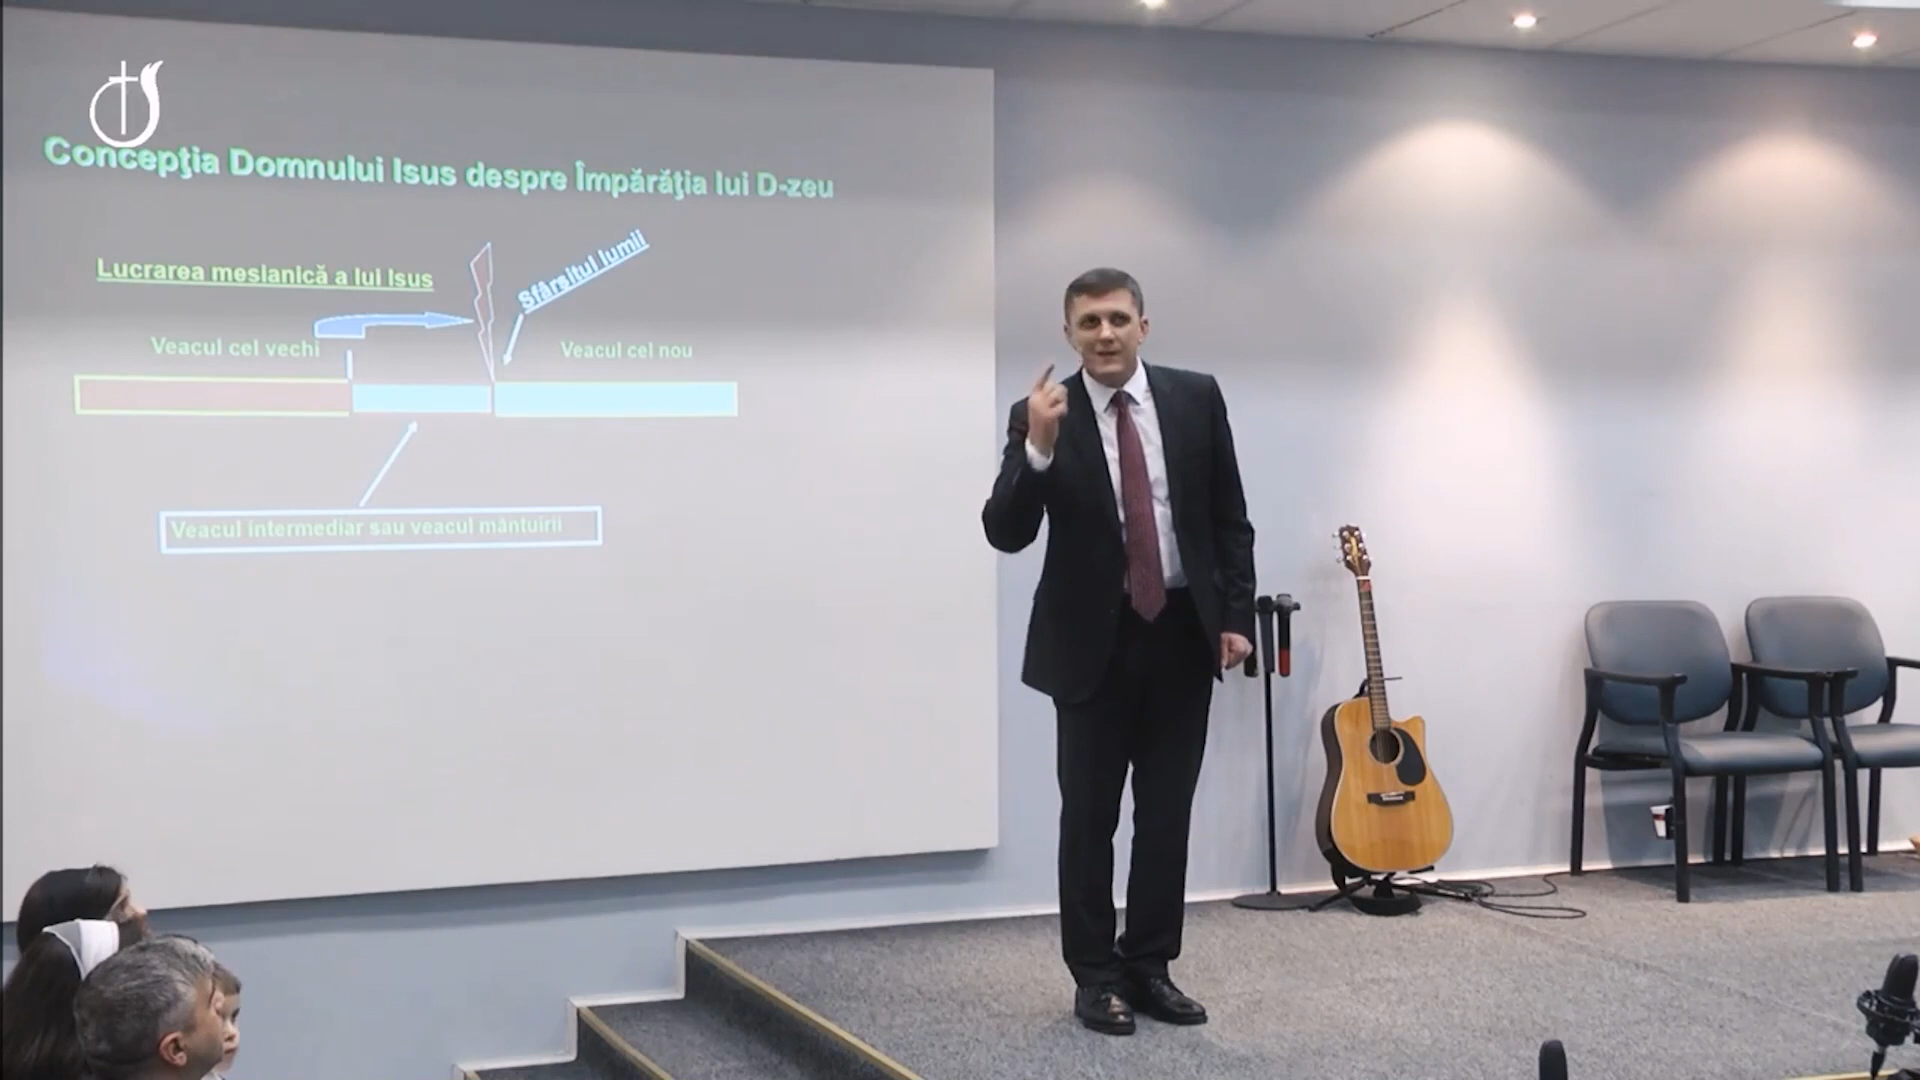 Concepţia Domnului Isus despre Împărăţia lui D-zeu
Lucrarea mesianică a lui Isus
Sfârşitul lumii
Veacul cel vechi
Veacul cel nou
Veacul intermediar sau veacul mântuirii